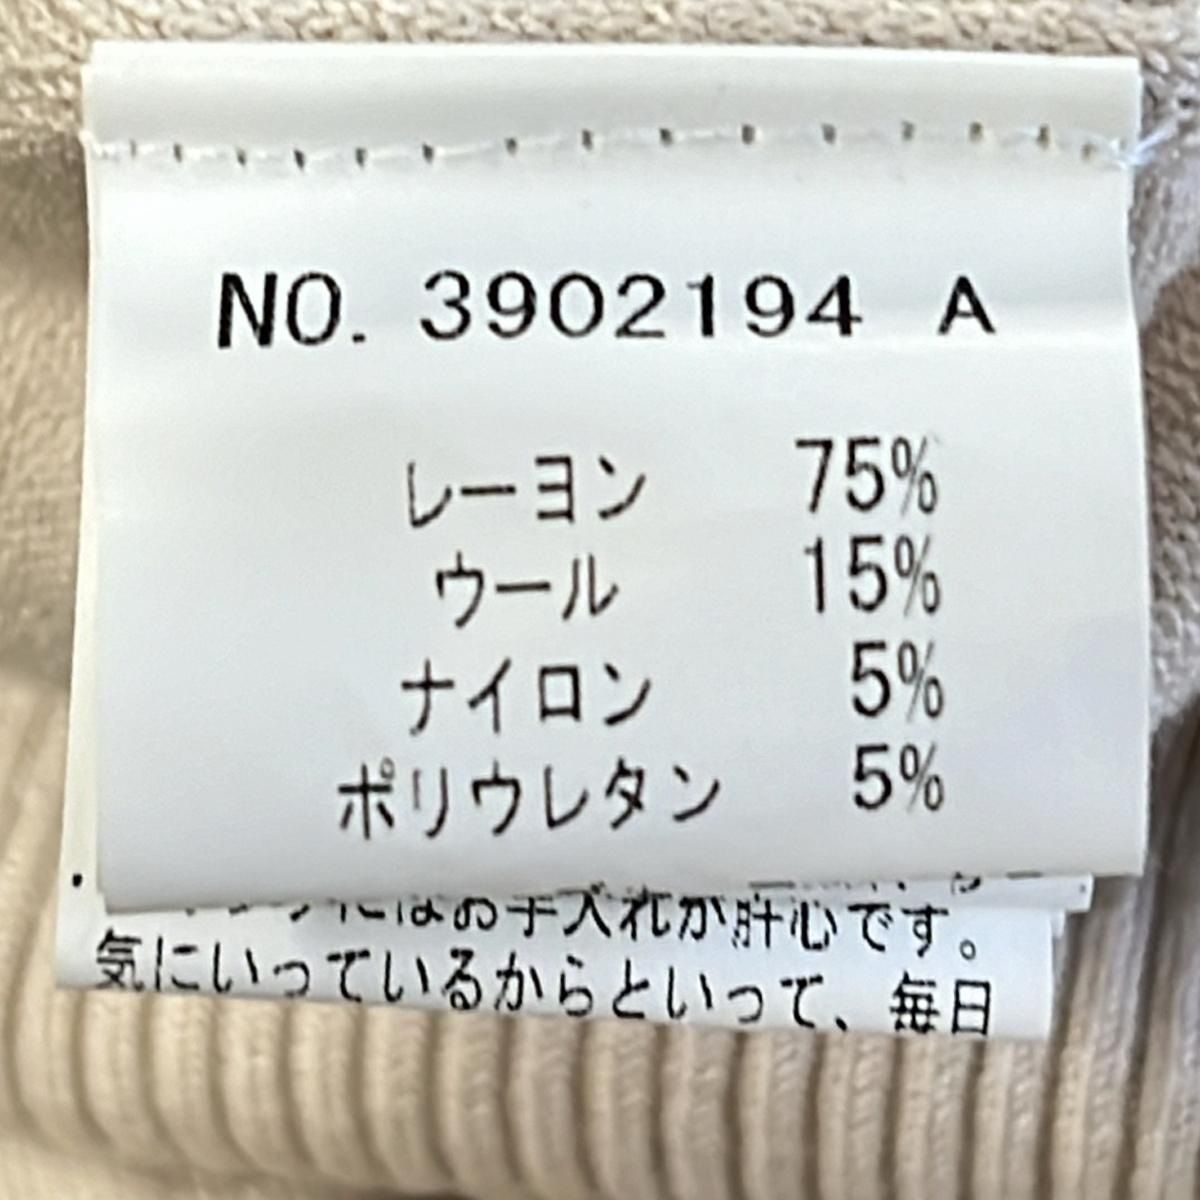 NO. 3902194 A
レーヨン 75%
ウール 15%
ナイロン 5%
ポリウレタン 5%
にはお手入れが肝心です。
気にいっているからといって、毎日